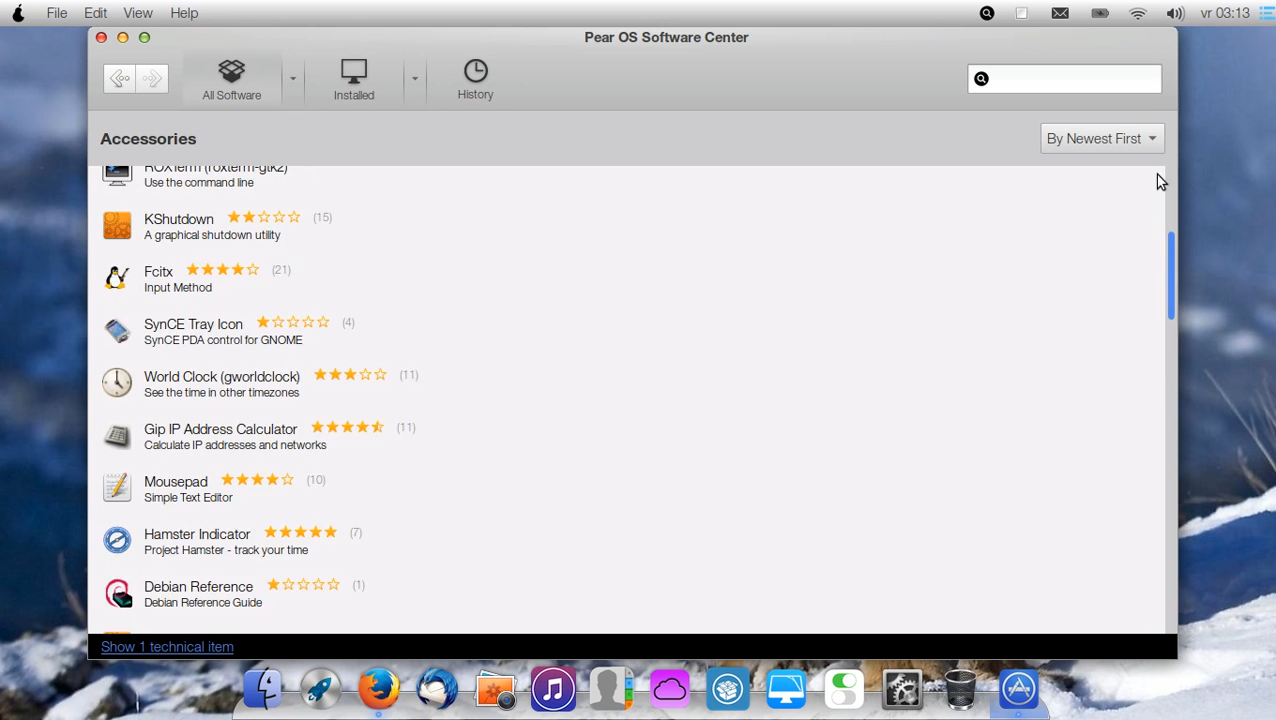 File Edit View Help vr 03:13
Pear OS Software Center
All Software Installed History
Accessories By Newest First
ROXTerm (roxterm-gtk2)
Use the command line
KShutdown (15)
A graphical shutdown utility
Fcitx (21)
Input Method
SynCE Tray Icon (4)
SynCE PDA control for GNOME
World Clock (gworldclock) (11)
See the time in other timezones
Gip IP Address Calculator (11)
Calculate IP addresses and networks
Mousepad (10)
Simple Text Editor
Hamster Indicator (7)
Project Hamster - track your time
Debian Reference (1)
Debian Reference Guide
Show 1 technical item